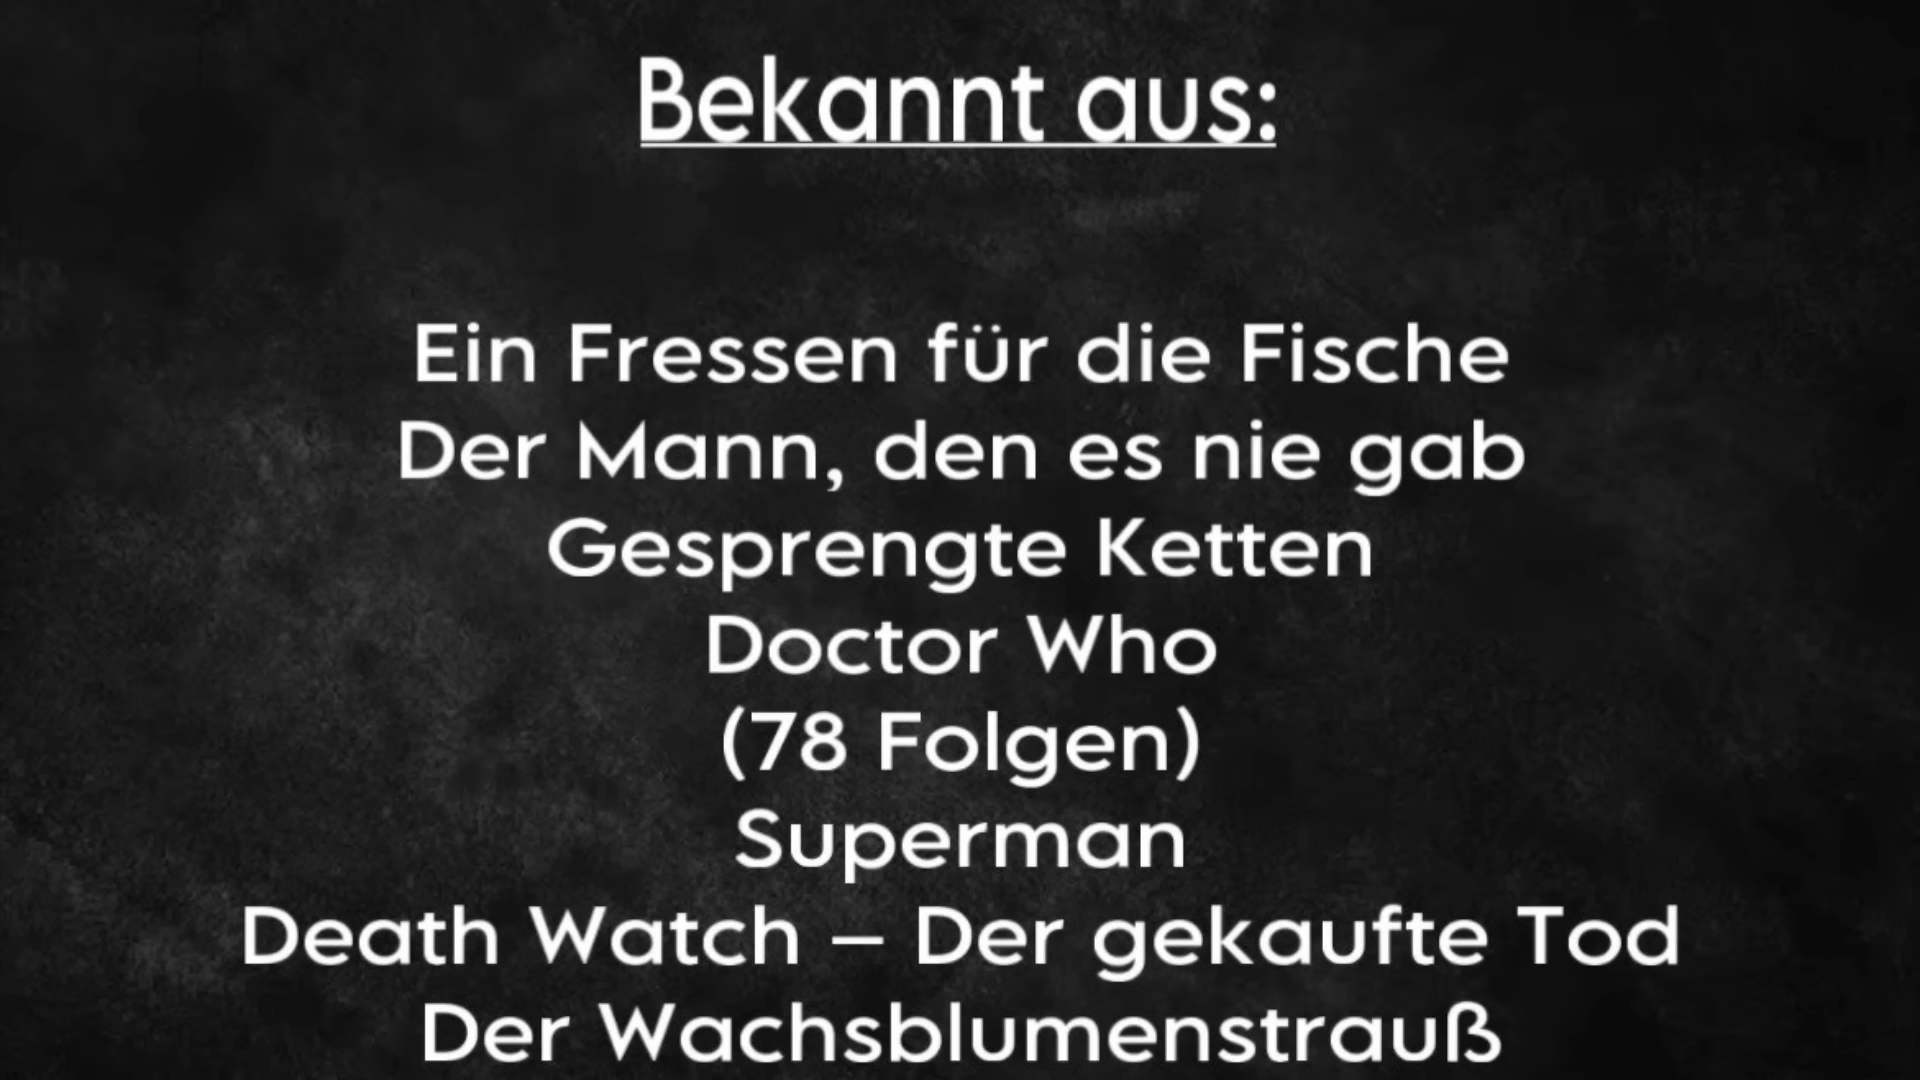 Bekannt aus:
Ein Fressen für die Fische
Der Mann, den es nie gab
Gesprengte Ketten
Doctor Who
(78 Folgen)
Superman
Death Watch – Der gekaufte Tod
Der Wachsblumenstrauß